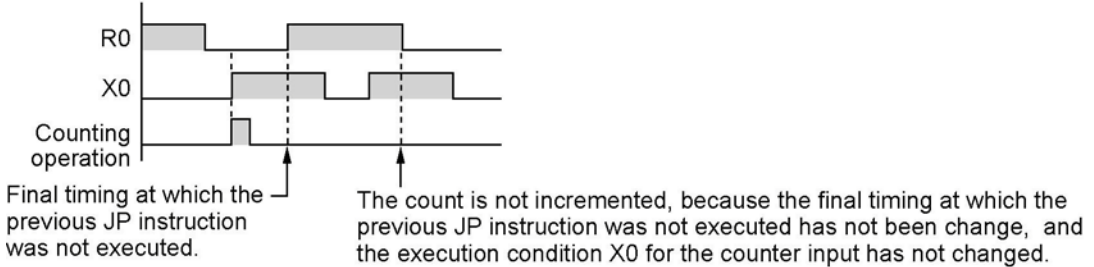 R0
X0
Counting
operation
Final timing at which the
previous JP instruction
was not executed.
The count is not incremented, because the final timing at which the
previous JP instruction was not executed has not been change, and
the execution condition X0 for the counter input has not changed.